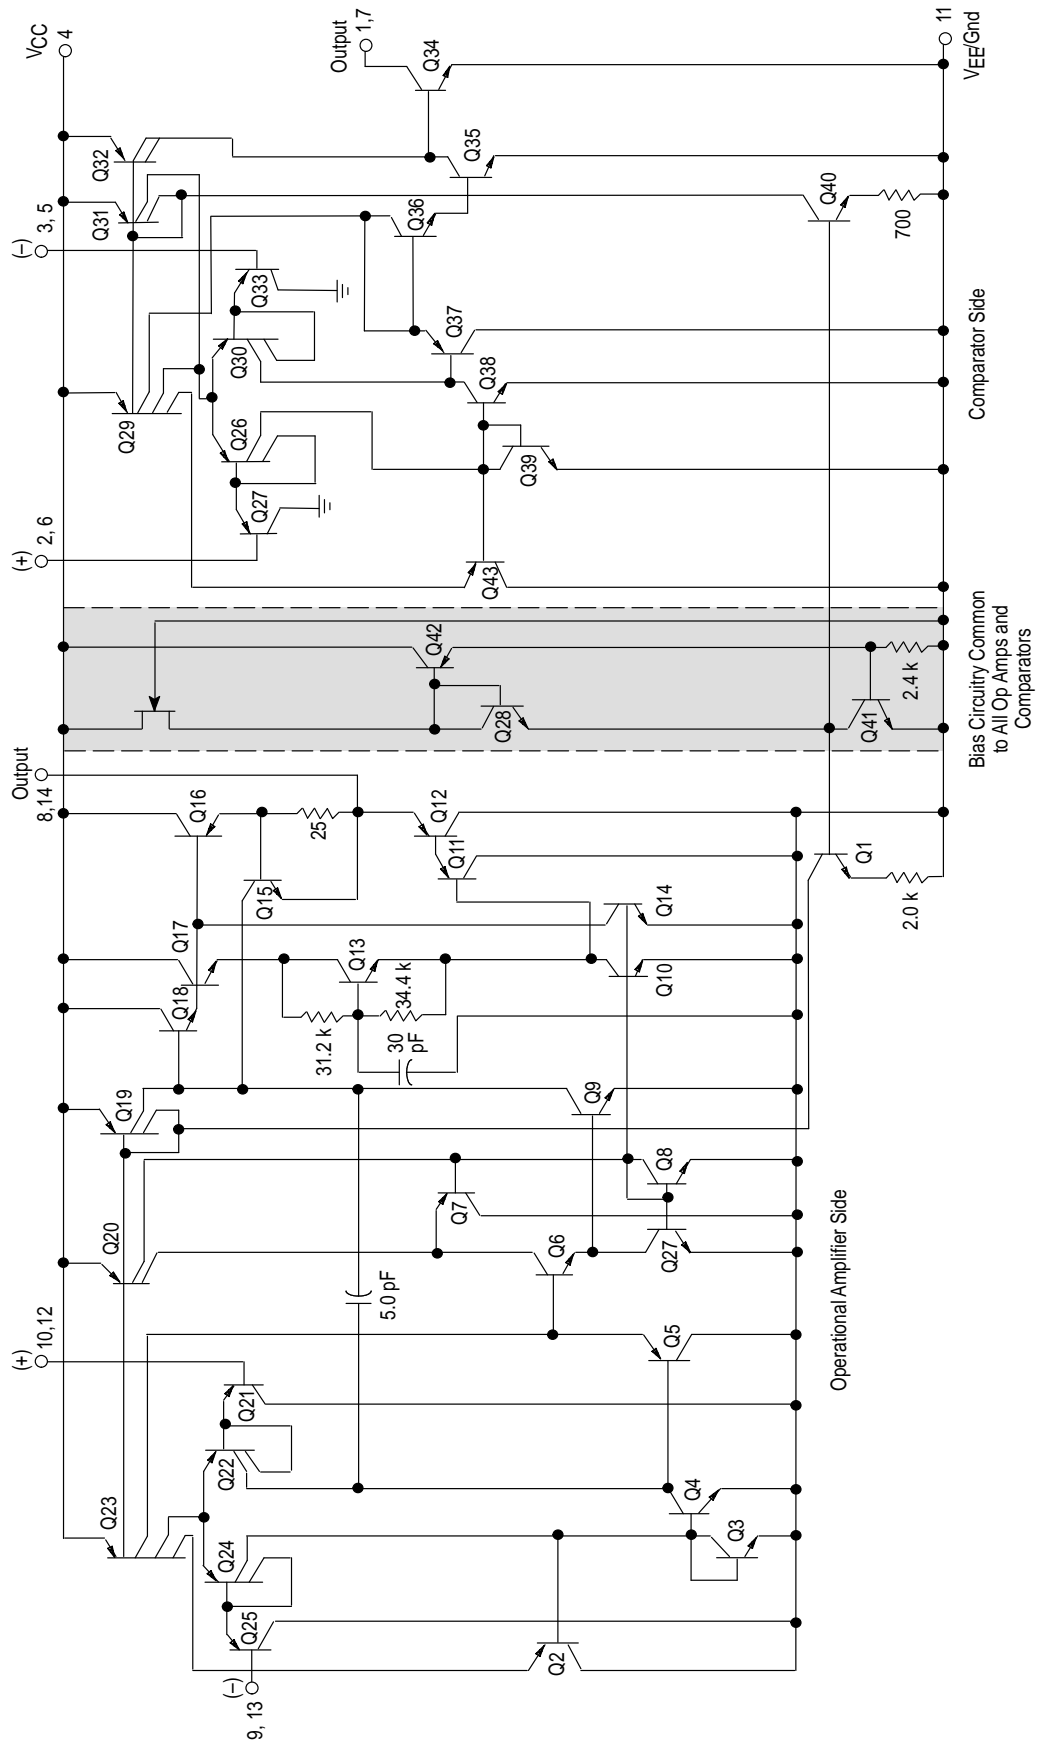 (–)
9, 13
Q25
Q24
Q23
Q22
Q21
(+)
10,12
Q2
Q3
Q4
Q5
5.0 pF
Q20
Q19
Q6
Q7
Q27
Q8
Q9
Q18
Q17
Q16
Q15
25
31.2 k
30
pF
34.4 k
Q13
Q10
Q14
Q11
Q12
Output
8,14
Q1
2.0 k
Operational Amplifier Side
Q28
Q42
Q41
2.4 k
Bias Circuitry Common
to All Op Amps and
Comparators
(+)
2, 6
Q43
Q27
Q26
Q29
Q30
Q33
(–)
3, 5
Q31
Q32
VCC
4
Q39
Q38
Q37
Q36
Q35
Q34
Output
1,7
Q40
700
11
VEE/Gnd
Comparator Side